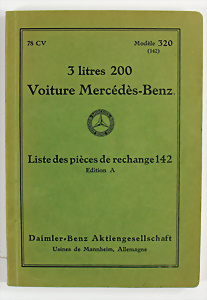 78 CV Modèle 320
(142)
3 litres 200
Voiture Mercédès-Benz
Liste des pièces de rechange 142
Edition A
Daimler-Benz Aktiengesellschaft
Usines de Mannheim, Allemagne